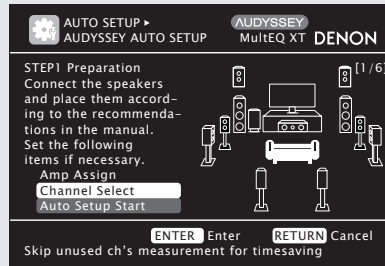 AUTO SETUP ▸
AUDYSSEY AUTO SETUP
AUDYSSEY
MultEQ XT
DENON
STEP1 Preparation
[1/6]
Connect the speakers
and place them accord-
ing to the recommenda-
tions in the manual.
Set the following
items if necessary.
Amp Assign
Channel Select
Auto Setup Start
ENTER Enter
RETURN Cancel
Skip unused ch's measurement for timesaving